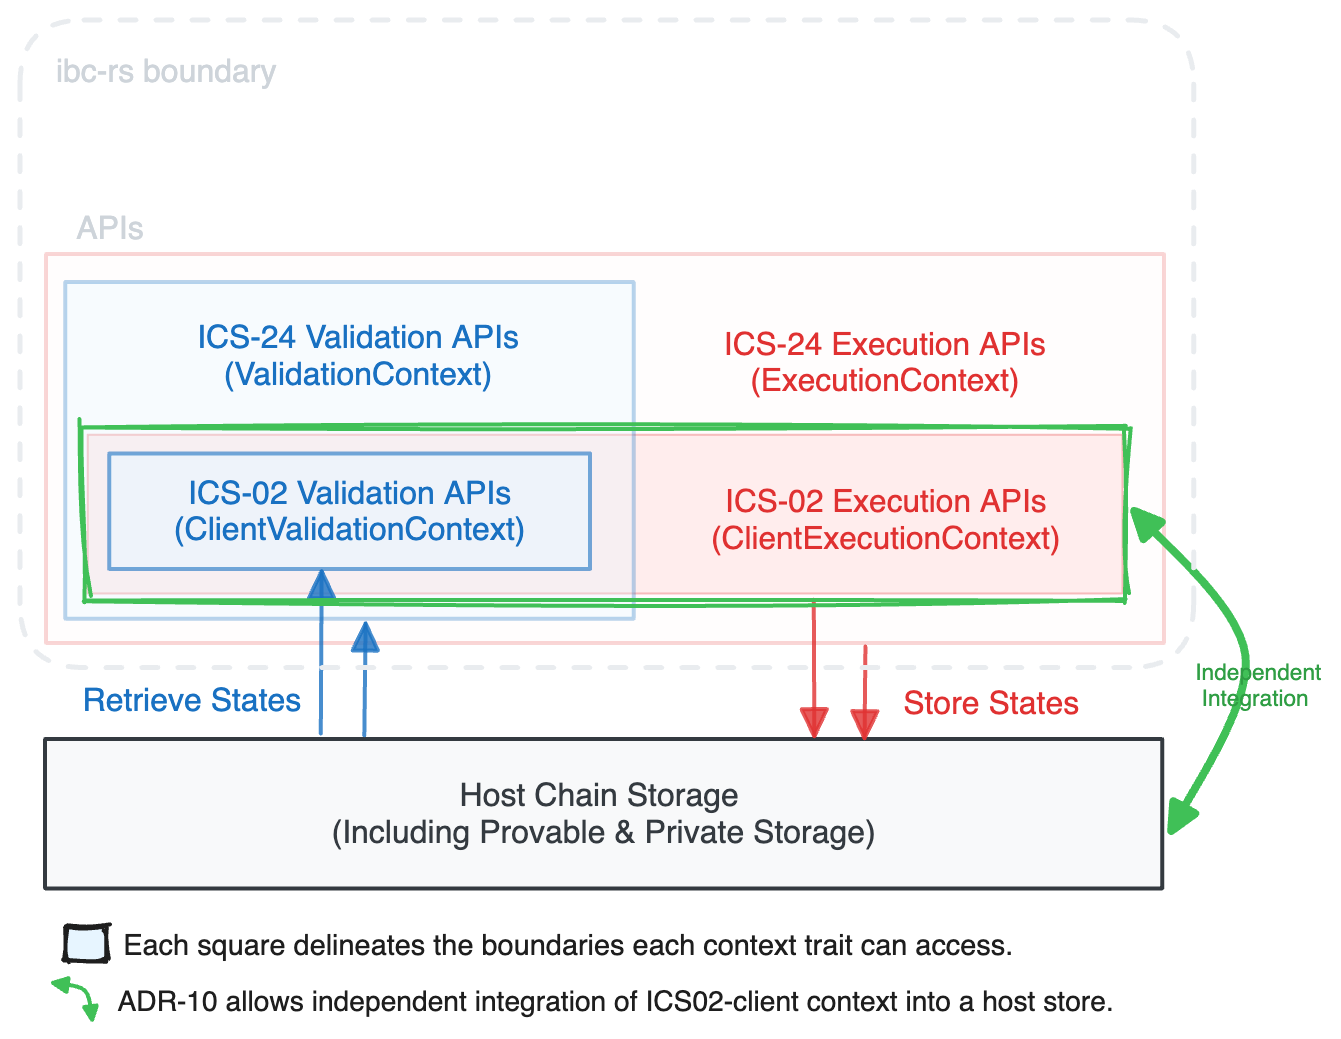 ibc-rs boundary
APIs
ICS-24 Validation APIs
(ValidationContext)
ICS-24 Execution APIs
(ExecutionContext)
ICS-02 Validation APIs
(ClientValidationContext)
ICS-02 Execution APIs
(ClientExecutionContext)
Retrieve States
Store States
Independent
Integration
Host Chain Storage
(Including Provable & Private Storage)
Each square delineates the boundaries each context trait can access.
ADR-10 allows independent integration of ICS02-client context into a host store.